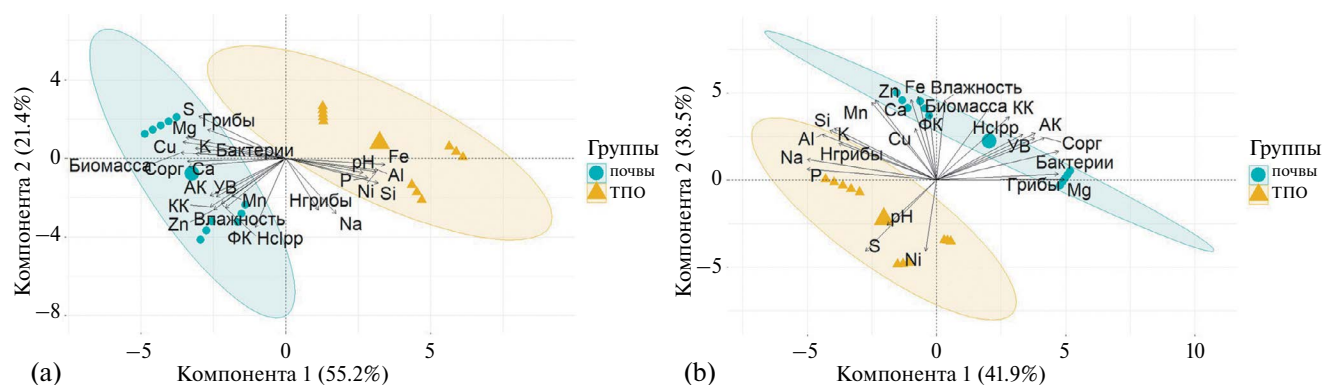 Компонента 2 (21.4%)
4
0
−4
−8
S
Грибы
Mg
Cu
K
Бактерии
Биомасса
Сорг
Ca
АК
УВ
КК
Mn
Zn
Влажность
ФК
Hclpp
Нгрибы
Na
pH
Fe
P
Al
Ni
Si
−5
0
5
Компонента 1 (55.2%)
(a)
Группы
почвы
ТПО
Компонента 2 (38.5%)
5
0
−5
Zn
Fe
Влажность
Mn
Ca
Биомасса
КК
Si
Cu
ФК
Al
K
Hclpp
АК
УВ
Сорг
Na
Нгрибы
Бактерии
P
Грибы
Mg
pH
S
Ni
−5
0
5
10
Компонента 1 (41.9%)
(b)
Группы
почвы
ТПО